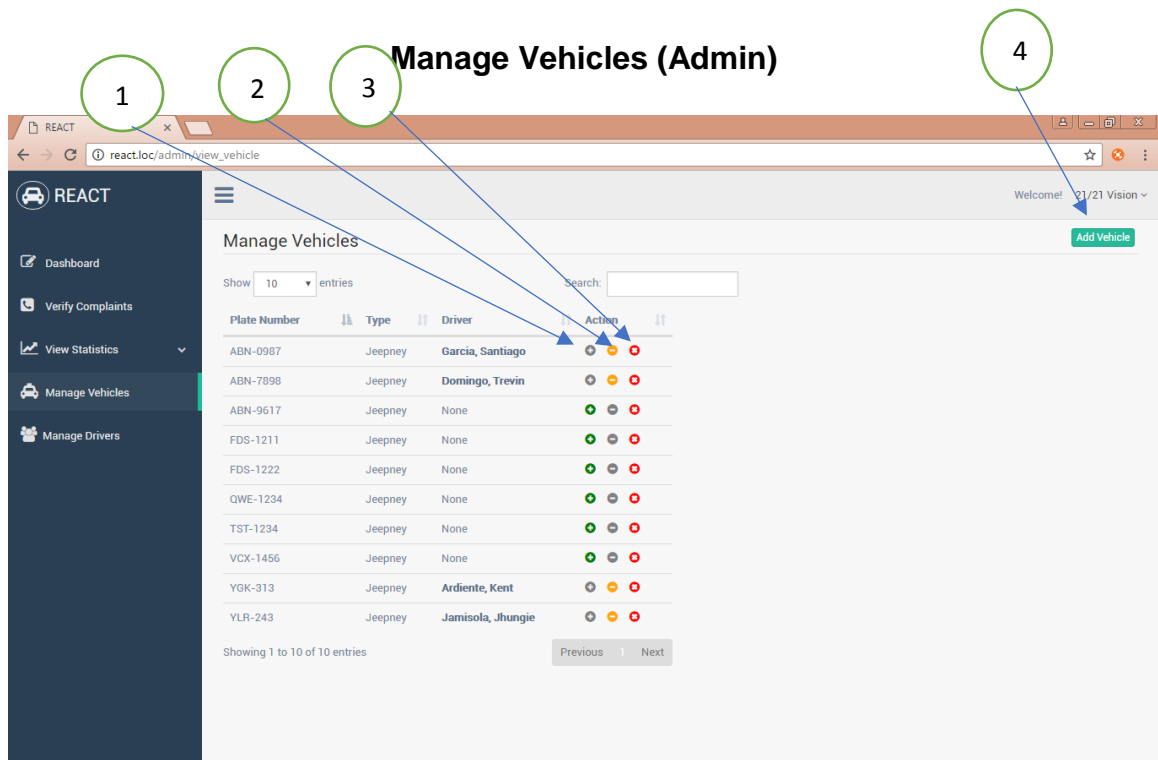 Manage Vehicles (Admin)
1
2
3
4
REACT
react.loc/admin/view_vehicle
REACT
Welcome! 21/21 Vision
Dashboard
Verify Complaints
View Statistics
Manage Vehicles
Manage Drivers
Manage Vehicles
Add Vehicle
Show 10 entries
Search:
Plate Number Type Driver Action
ABN-0987 Jeepney Garcia, Santiago
ABN-7898 Jeepney Domingo, Trevin
ABN-9617 Jeepney None
FDS-1211 Jeepney None
FDS-1222 Jeepney None
QWE-1234 Jeepney None
TST-1234 Jeepney None
VCX-1456 Jeepney None
YGK-313 Jeepney Ardiente, Kent
YLR-243 Jeepney Jamisola, Jhungie
Showing 1 to 10 of 10 entries
Previous 1 Next